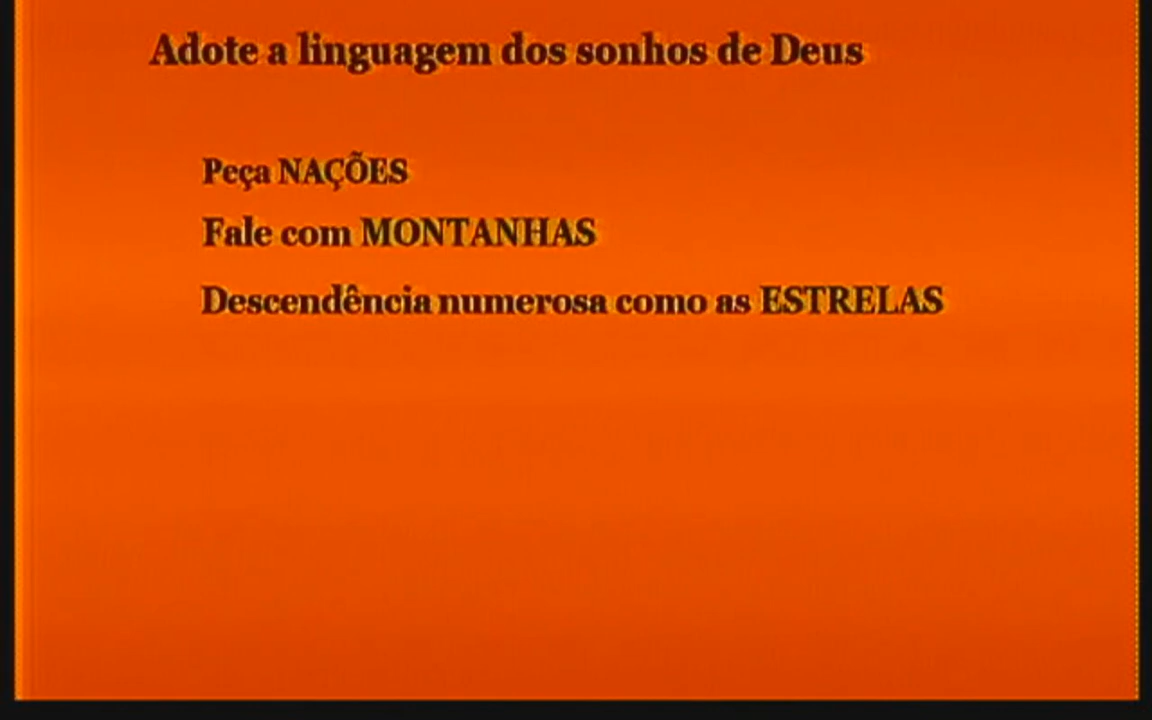 Adote a linguagem dos sonhos de Deus
Peça NAÇÕES
Fale com MONTANHAS
Descendência numerosa como as ESTRELAS